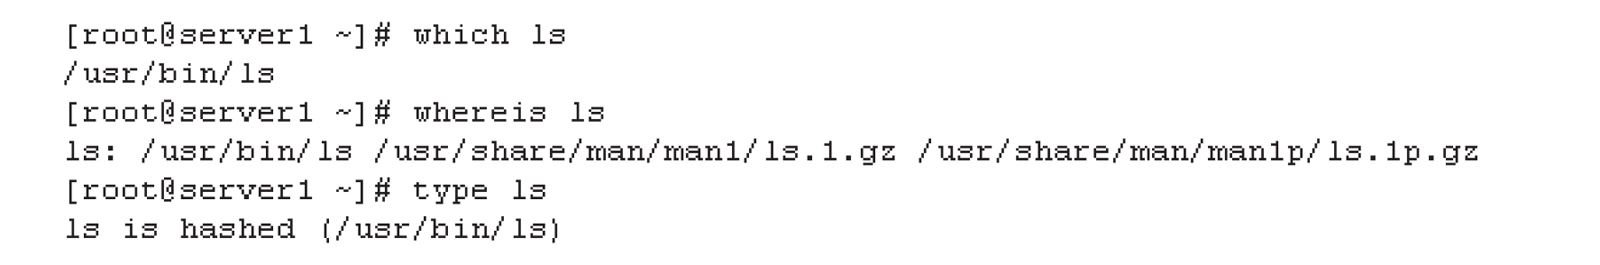 [root@server1 ~]# which ls
/usr/bin/ls
[root@server1 ~]# whereis ls
ls: /usr/bin/ls /usr/share/man/man1/ls.1.gz /usr/share/man/man1p/ls.1p.gz
[root@server1 ~]# type ls
ls is hashed (/usr/bin/ls)